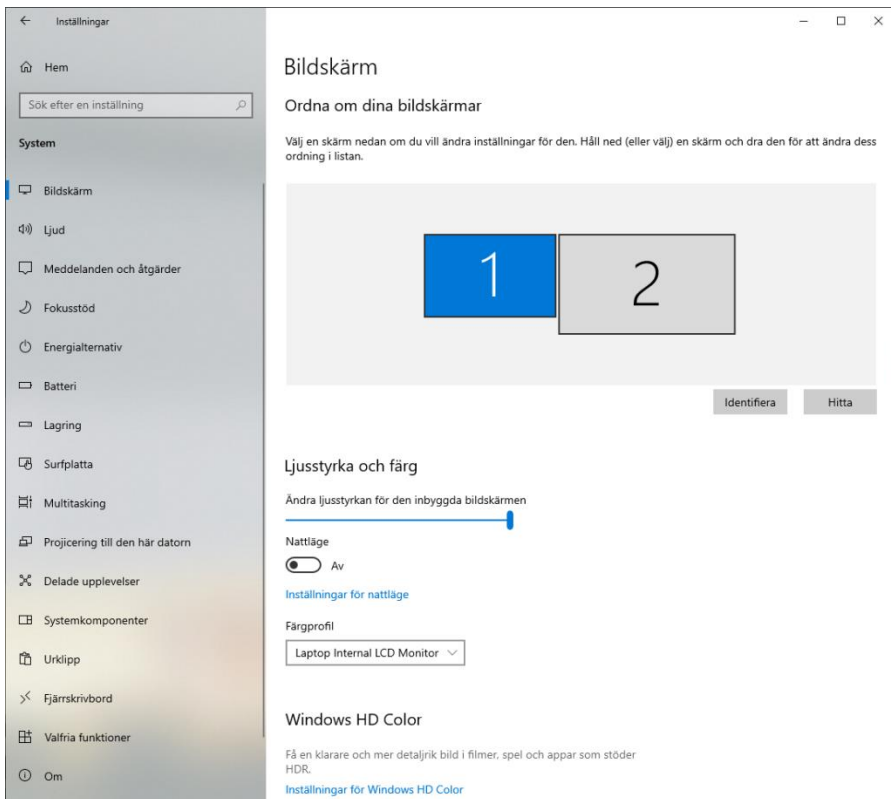 Inställningar
Hem
Sök efter en inställning
System
Bildskärm
Ljud
Meddelanden och åtgärder
Fokusstöd
Energialternativ
Batteri
Lagring
Surfplatta
Multitasking
Projicering till den här datorn
Delade upplevelser
Systemkomponenter
Urklipp
Fjärrskrivbord
Valfria funktioner
Om
Bildskärm
Ordna om dina bildskärmar
Välj en skärm nedan om du vill ändra inställningar för den. Håll ned (eller välj) en skärm och dra den för att ändra dess
ordning i listan.
1
2
Identifiera
Hitta
Ljusstyrka och färg
Ändra ljusstyrkan för den inbyggda bildskärmen
Nattläge
Av
Inställningar för nattläge
Färgprofil
Laptop Internal LCD Monitor
Windows HD Color
Få en klarare och mer detaljrik bild i filmer, spel och appar som stöder
HDR.
Inställningar för Windows HD Color